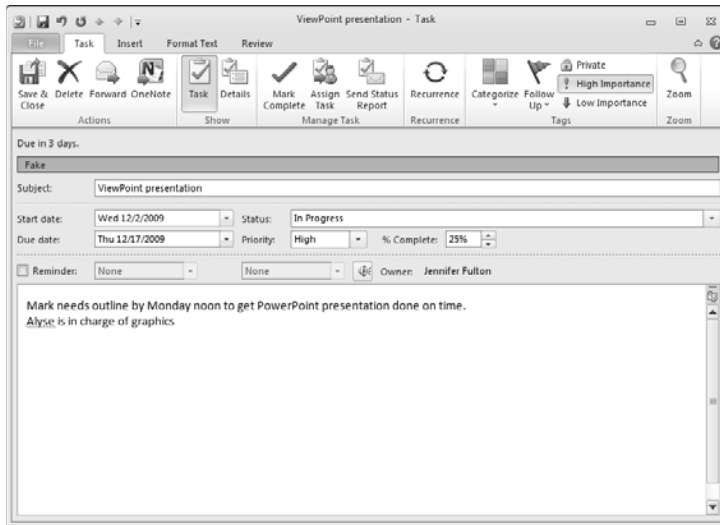 ViewPoint presentation - Task
File Task Insert Format Text Review
Save & Close Delete Forward OneNote Task Details Mark Complete Assign Task Send Status Report Recurrence Categorize Follow Up Private High Importance Low Importance Zoom
Actions Show Manage Task Recurrence Tags Zoom
Due in 3 days.
Fake
Subject: ViewPoint presentation
Start date: Wed 12/2/2009 Status: In Progress
Due date: Thu 12/17/2009 Priority: High % Complete: 25%
Reminder: None None Owner: Jennifer Fulton
Mark needs outline by Monday noon to get PowerPoint presentation done on time.
Alyse is in charge of graphics